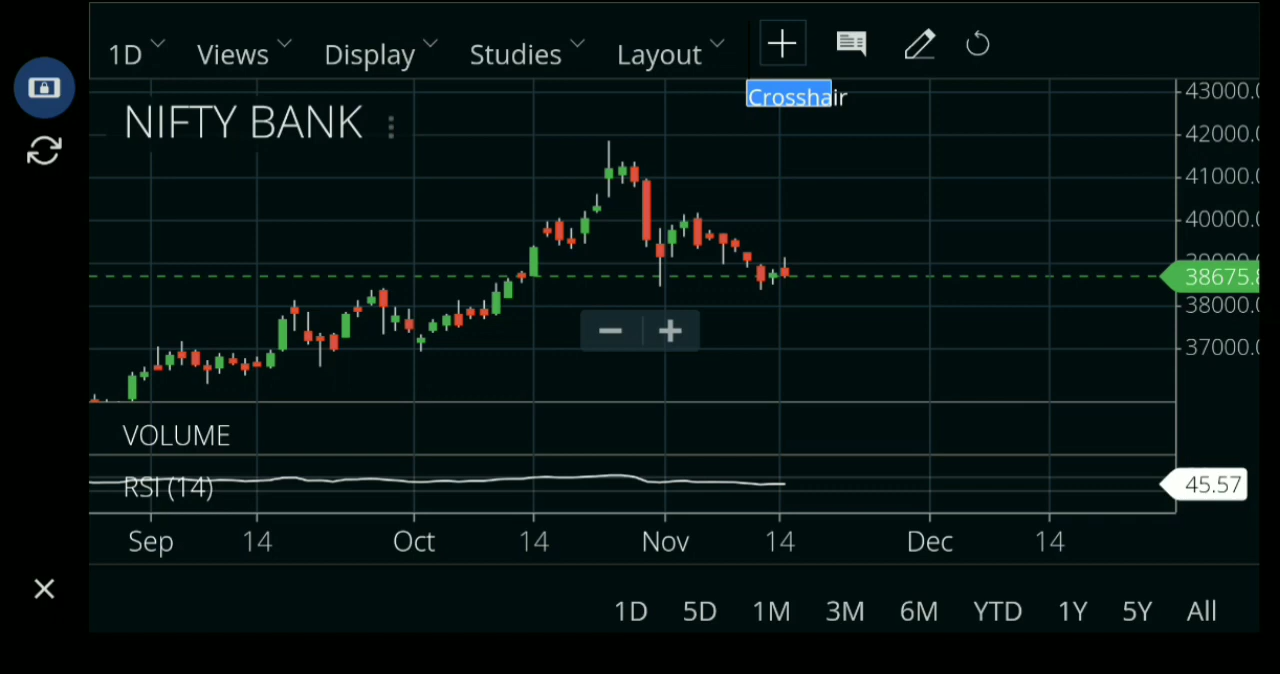 1D Views Display Studies Layout
Crosshair
NIFTY BANK
43000.0
42000.0
41000.0
40000.0
38675.8
38000.0
37000.0
VOLUME
RSI (14)
45.57
Sep 14 Oct 14 Nov 14 Dec 14
1D 5D 1M 3M 6M YTD 1Y 5Y All